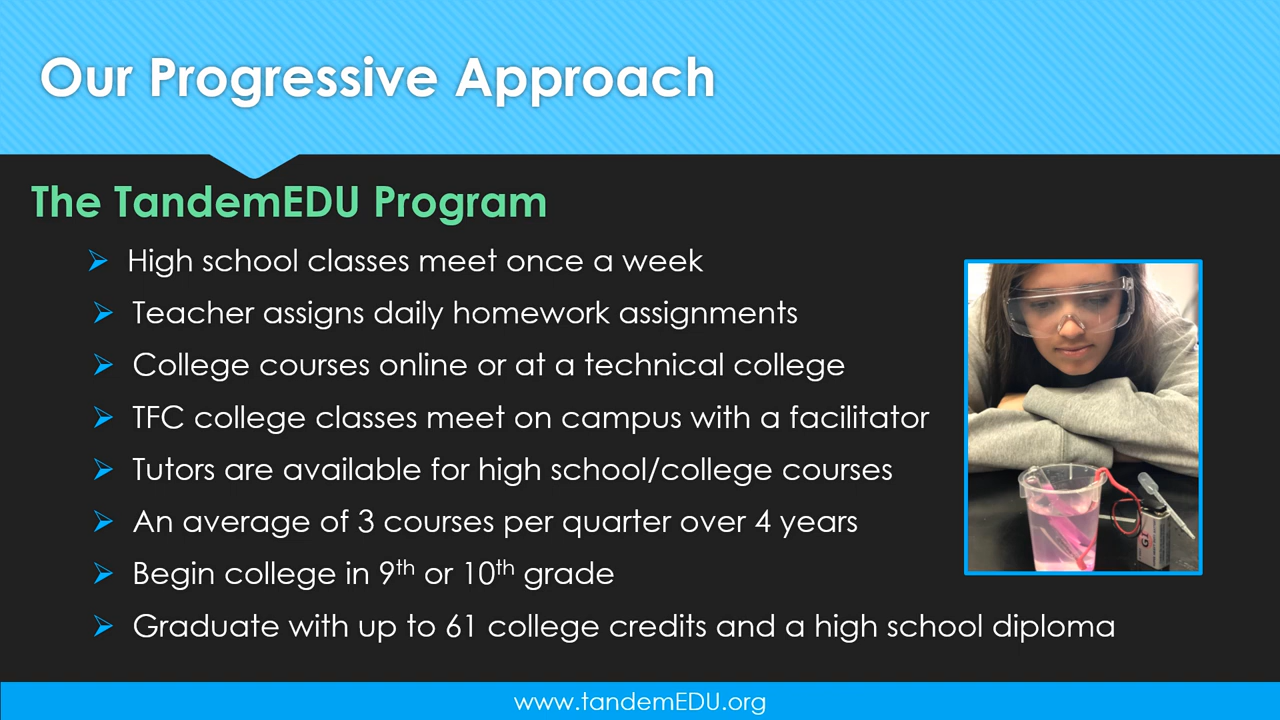 Our Progressive Approach
The TandemEDU Program
High school classes meet once a week
Teacher assigns daily homework assignments
College courses online or at a technical college
TFC college classes meet on campus with a facilitator
Tutors are available for high school/college courses
An average of 3 courses per quarter over 4 years
Begin college in 9th or 10th grade
Graduate with up to 61 college credits and a high school diploma
www.tandemEDU.org